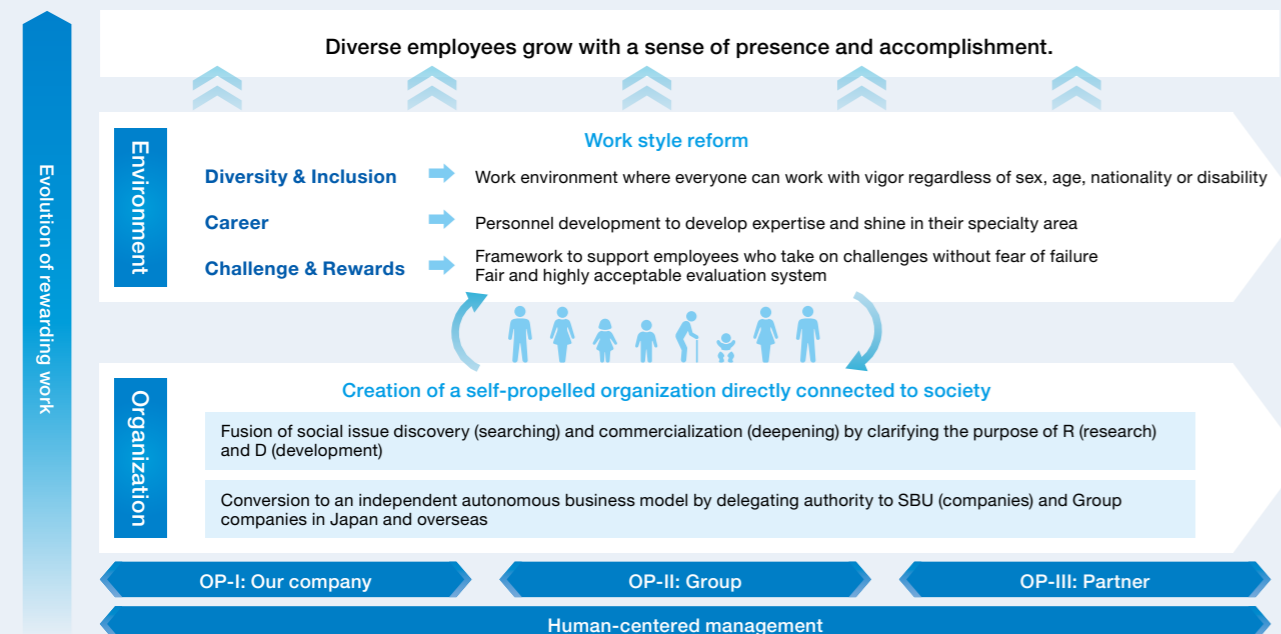 Diverse employees grow with a sense of presence and accomplishment.
Evolution of rewarding work
Environment
Work style reform
Diversity & Inclusion
Work environment where everyone can work with vigor regardless of sex, age, nationality or disability
Career
Personnel development to develop expertise and shine in their specialty area
Challenge & Rewards
Framework to support employees who take on challenges without fear of failure
Fair and highly acceptable evaluation system
Organization
Creation of a self-propelled organization directly connected to society
Fusion of social issue discovery (searching) and commercialization (deepening) by clarifying the purpose of R (research)
and D (development)
Conversion to an independent autonomous business model by delegating authority to SBU (companies) and Group
companies in Japan and overseas
OP-I: Our company
OP-II: Group
OP-III: Partner
Human-centered management